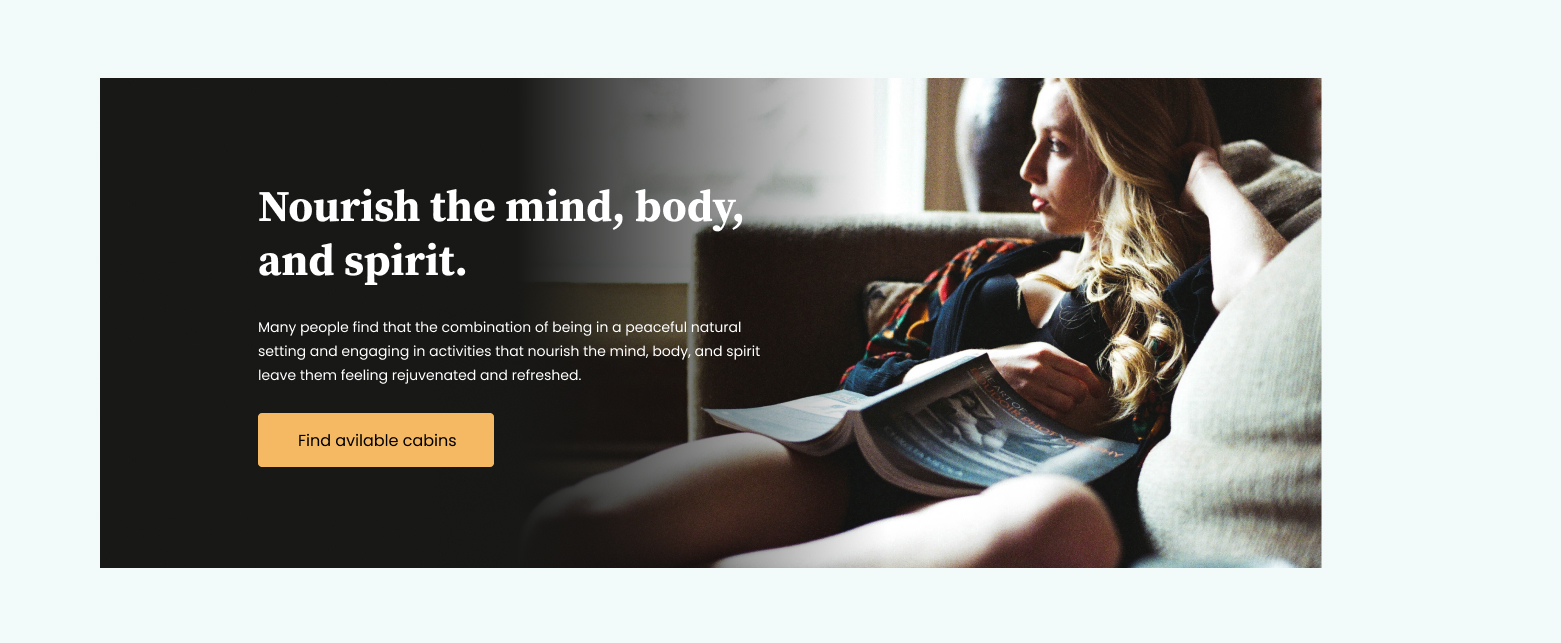 Nourish the mind, body,
and spirit.
Many people find that the combination of being in a peaceful natural
setting and engaging in activities that nourish the mind, body, and spirit
leave them feeling rejuvenated and refreshed.
Find avilable cabins
ART OF